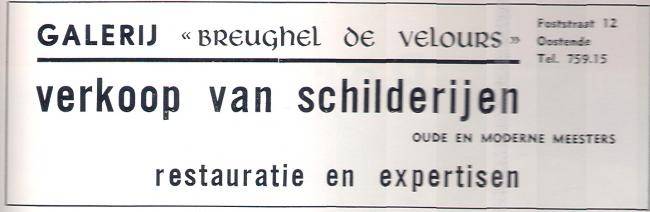 GALERIJ « BREUGHEL DE VELOURS »
Poststraat 12
Oostende
Tel. 759.15
verkoop van schilderijen
OUDE EN MODERNE MEESTERS
restauratie en expertisen